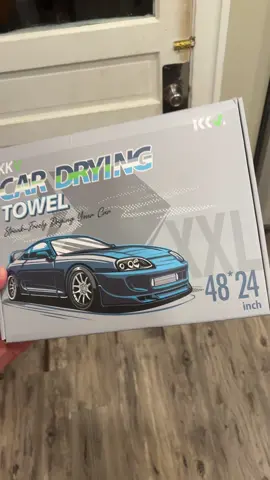 CAR DRYING
TOWEL
Streak-Freely Drying Your Car
XXL
48*24
inch